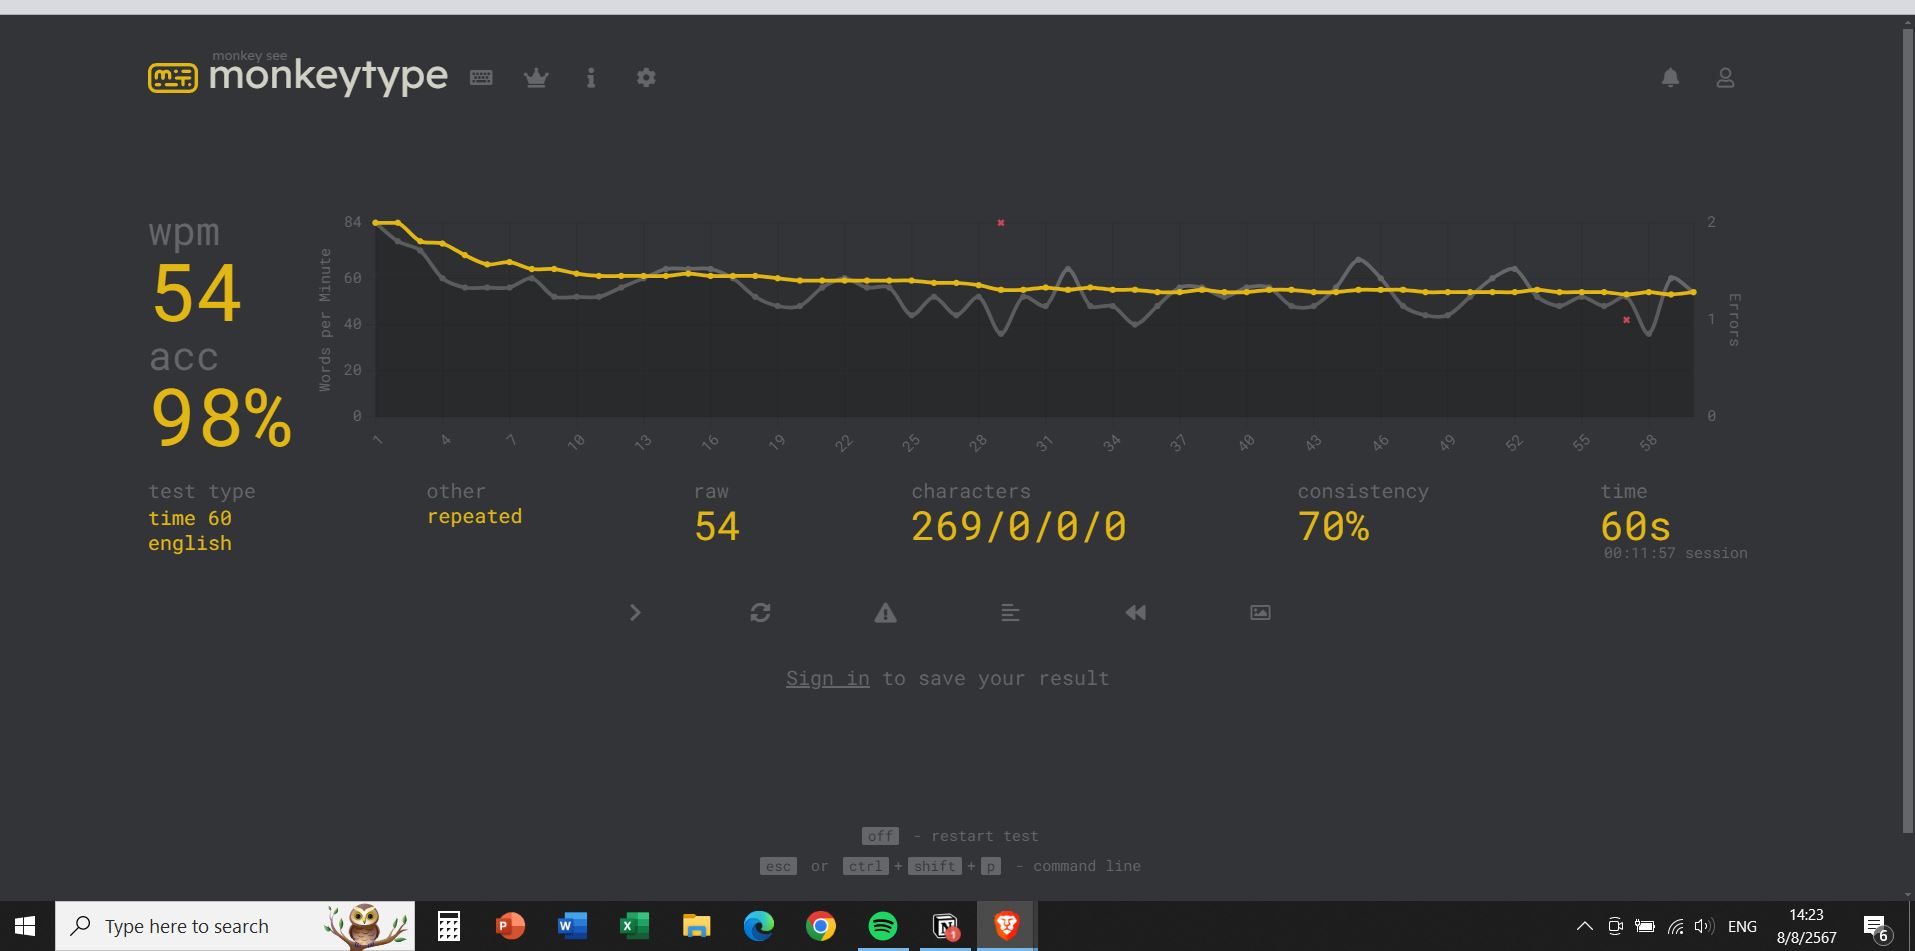 monkey see
monkeytype
wpm
54
acc
98%
84
60
40
20
0
Words per Minute
2
1
0
Errors
1 4 7 10 13 16 19 22 25 28 31 34 37 40 43 46 49 52 55 58
test type
time 60
english
other
repeated
raw
54
characters
269/0/0/0
consistency
70%
time
60s
00:11:57 session
Sign in to save your result
off - restart test
esc or ctrl + shift + p - command line
Type here to search
P
W
X
N
1
ENG
14:23
8/8/2567
6